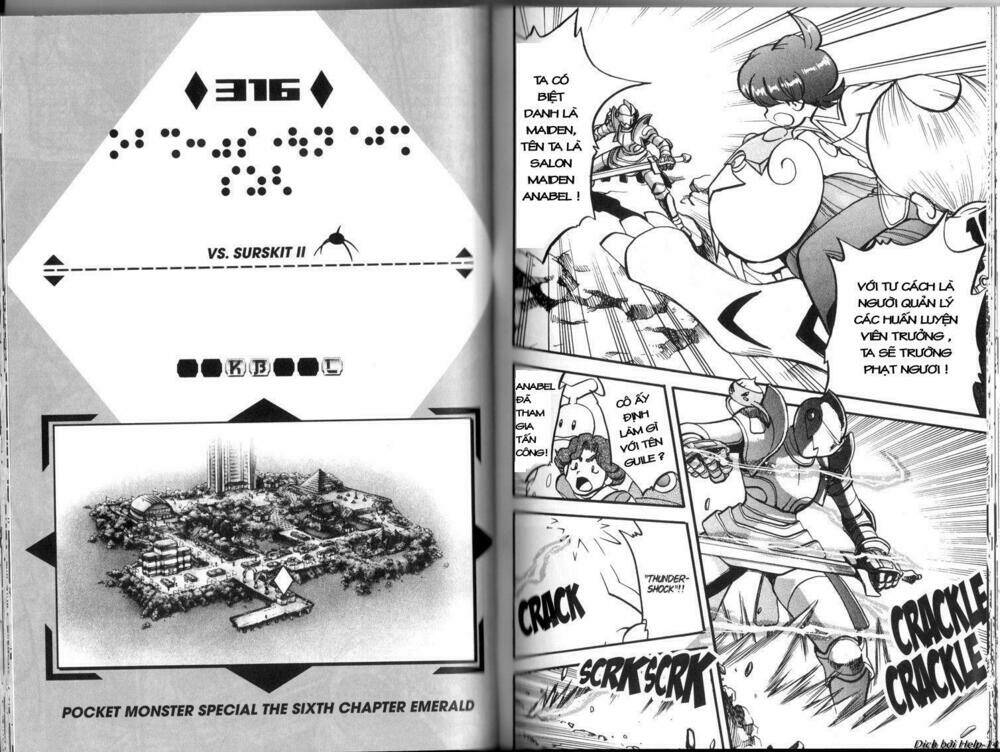 316
VS. SURSKIT II
K B L
POCKET MONSTER SPECIAL THE SIXTH CHAPTER EMERALD
TA CÓ
BIỆT
DANH LÀ
MAIDEN,
TÊN TA LÀ
SALON
MAIDEN
ANABEL !
VỚI TƯ CÁCH LÀ
NGƯỜI QUẢN LÝ
CÁC HUẤN LUYỆN
VIÊN TRƯỞNG ,
TA SẼ TRƯỚNG
PHẠT NGƯƠI !
ANABEL
ĐÃ
THAM
GIA
TẤN
CÔNG!
CÔ ẤY
ĐỊNH
LÀM GÌ
VỚI TÊN
GUILE ?
"THUNDER-
SHOCK"!!
CRACK
SCRK SCRK
CRACKLE
CRACKLE
Dịch bởi